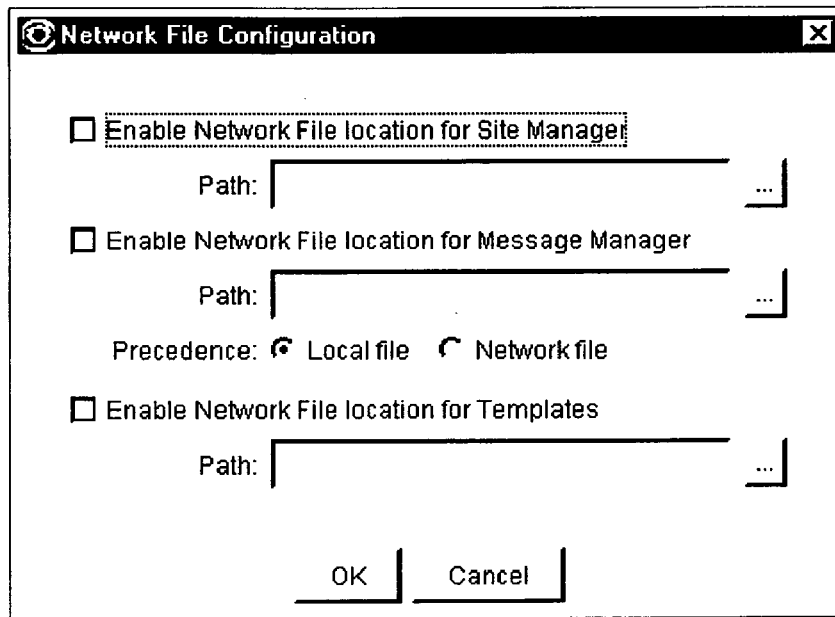 Network File Configuration
Enable Network File location for Site Manager
Path: ...
Enable Network File location for Message Manager
Path: ...
Precedence: Local file Network file
Enable Network File location for Templates
Path: ...
OK Cancel